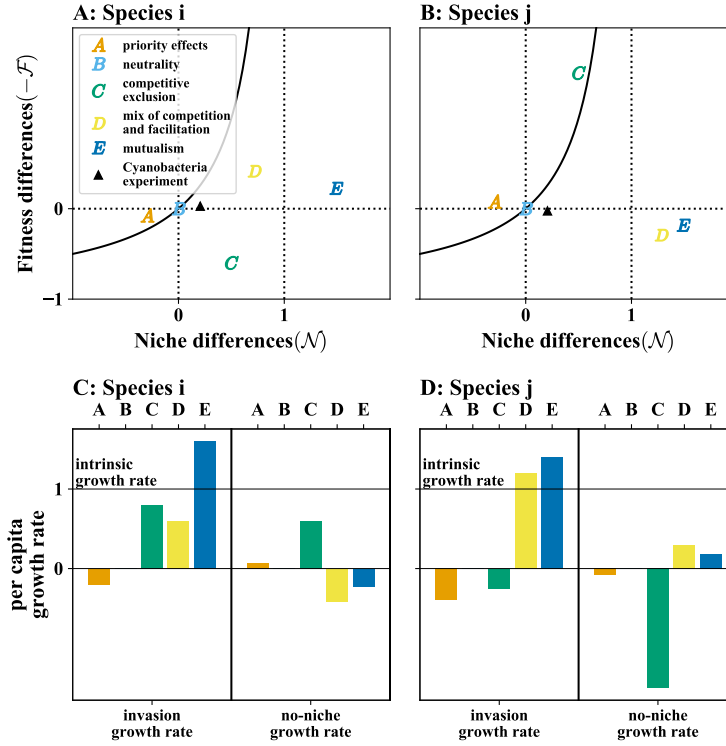 A: Species i
B: Species j
Fitness differences(−ℱ)
0
−1
A priority effects
B neutrality
C competitive
exclusion
D mix of competition
and facilitation
E mutualism
▲ Cyanobacteria
experiment
A
B
C
D
E
0
1
Niche differences(𝒩)
A
B
C
D
E
0
1
Niche differences(𝒩)
C: Species i
A B C D E A B C D E
D: Species j
A B C D E A B C D E
per capita
growth rate
1
0
intrinsic
growth rate
intrinsic
growth rate
invasion
growth rate
no-niche
growth rate
invasion
growth rate
no-niche
growth rate